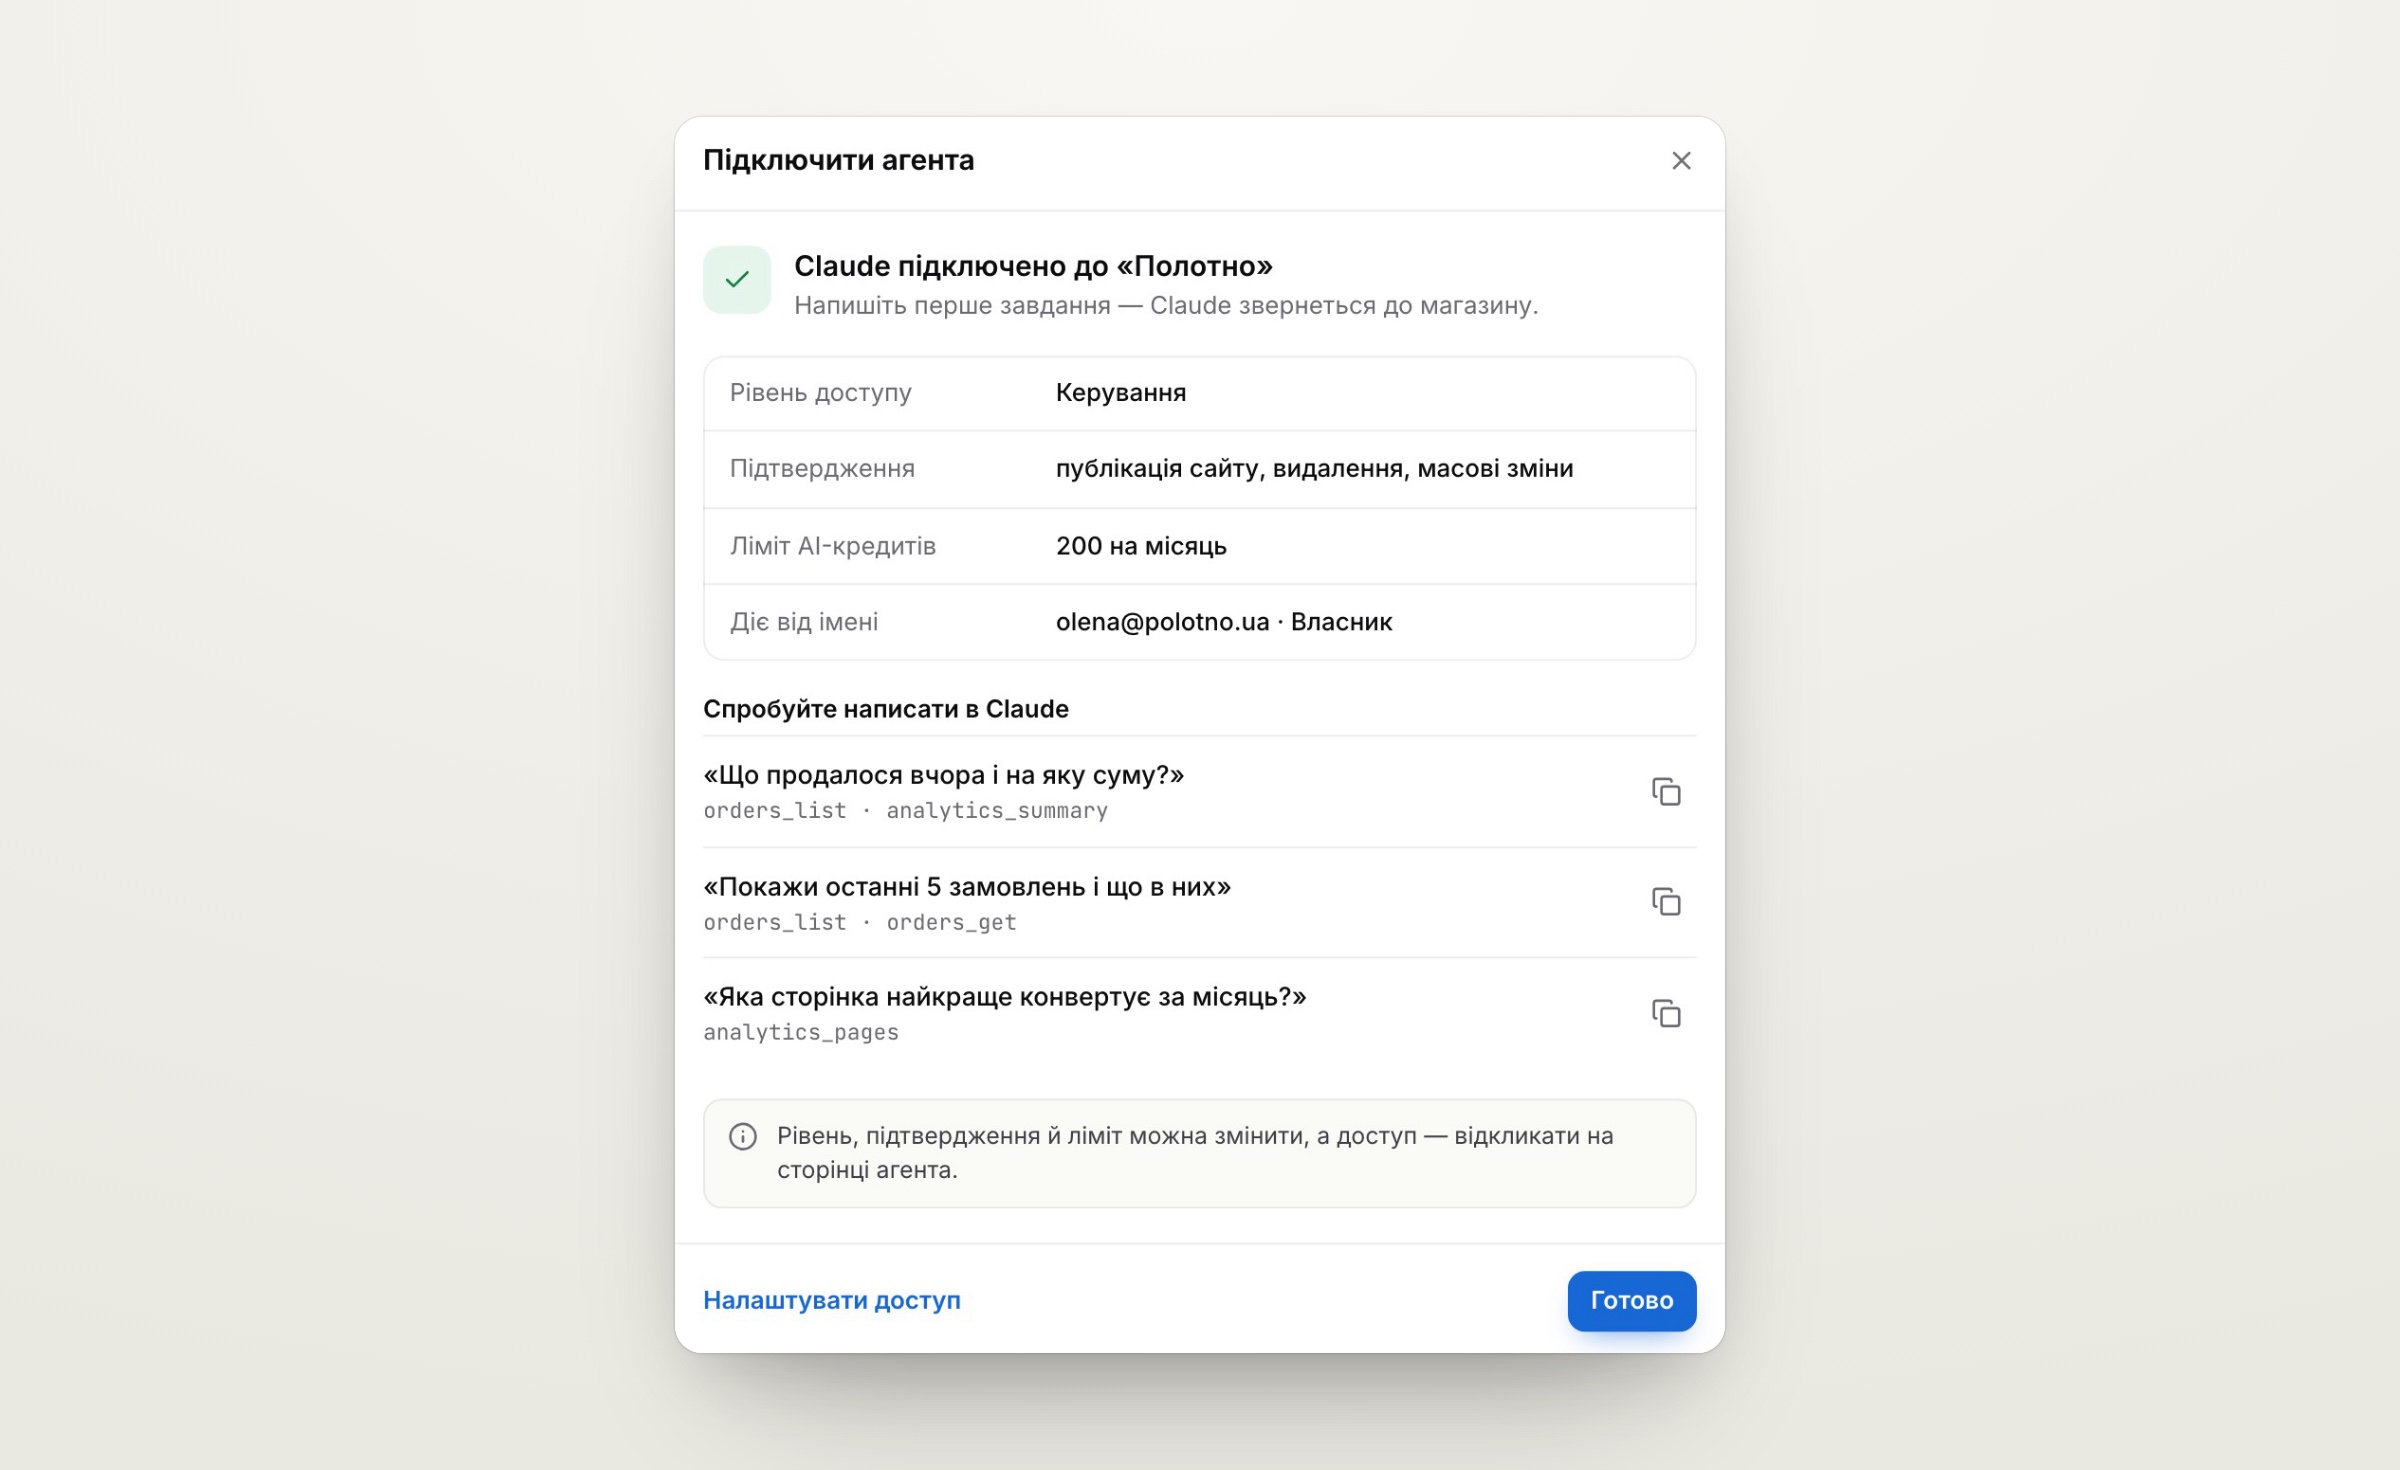 Підключити агента
Claude підключено до «Полотно»
Напишіть перше завдання — Claude звернеться до магазину.
Рівень доступу Керування
Підтвердження публікація сайту, видалення, масові зміни
Ліміт AI-кредитів 200 на місяць
Діє від імені olena@polotno.ua · Власник
Спробуйте написати в Claude
«Що продалося вчора і на яку суму?»
orders_list · analytics_summary
«Покажи останні 5 замовлень і що в них»
orders_list · orders_get
«Яка сторінка найкраще конвертує за місяць?»
analytics_pages
Рівень, підтвердження й ліміт можна змінити, а доступ — відкликати на
сторінці агента.
Налаштувати доступ Готово